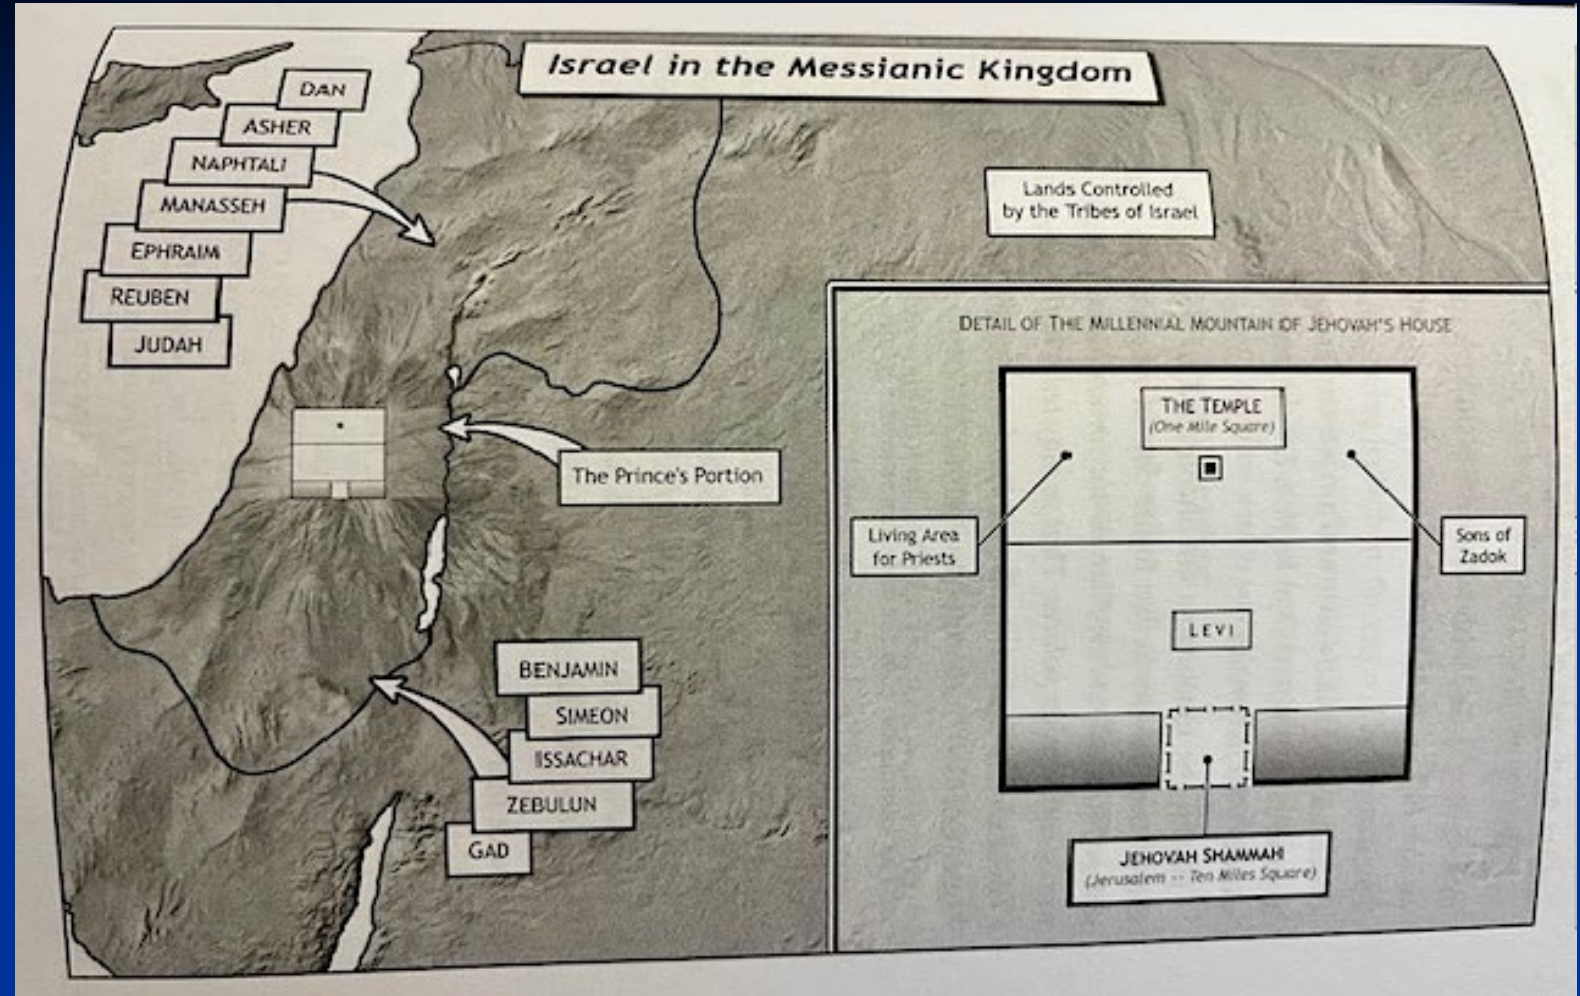 Israel in the Messianic Kingdom
DAN
ASHER
NAPHTALI
MANASSEH
EPHRAIM
REUBEN
JUDAH
Lands Controlled
by the Tribes of Israel
The Prince's Portion
BENJAMIN
SIMEON
ISSACHAR
ZEBULUN
GAD
DETAIL OF THE MILLENNIAL MOUNTAIN OF JEHOVAH'S HOUSE
THE TEMPLE
(One Mile Square)
Living Area
for Priests
Sons of
Zadok
LEVI
JEHOVAH SHAMMAH
(Jerusalem -- Ten Miles Square)